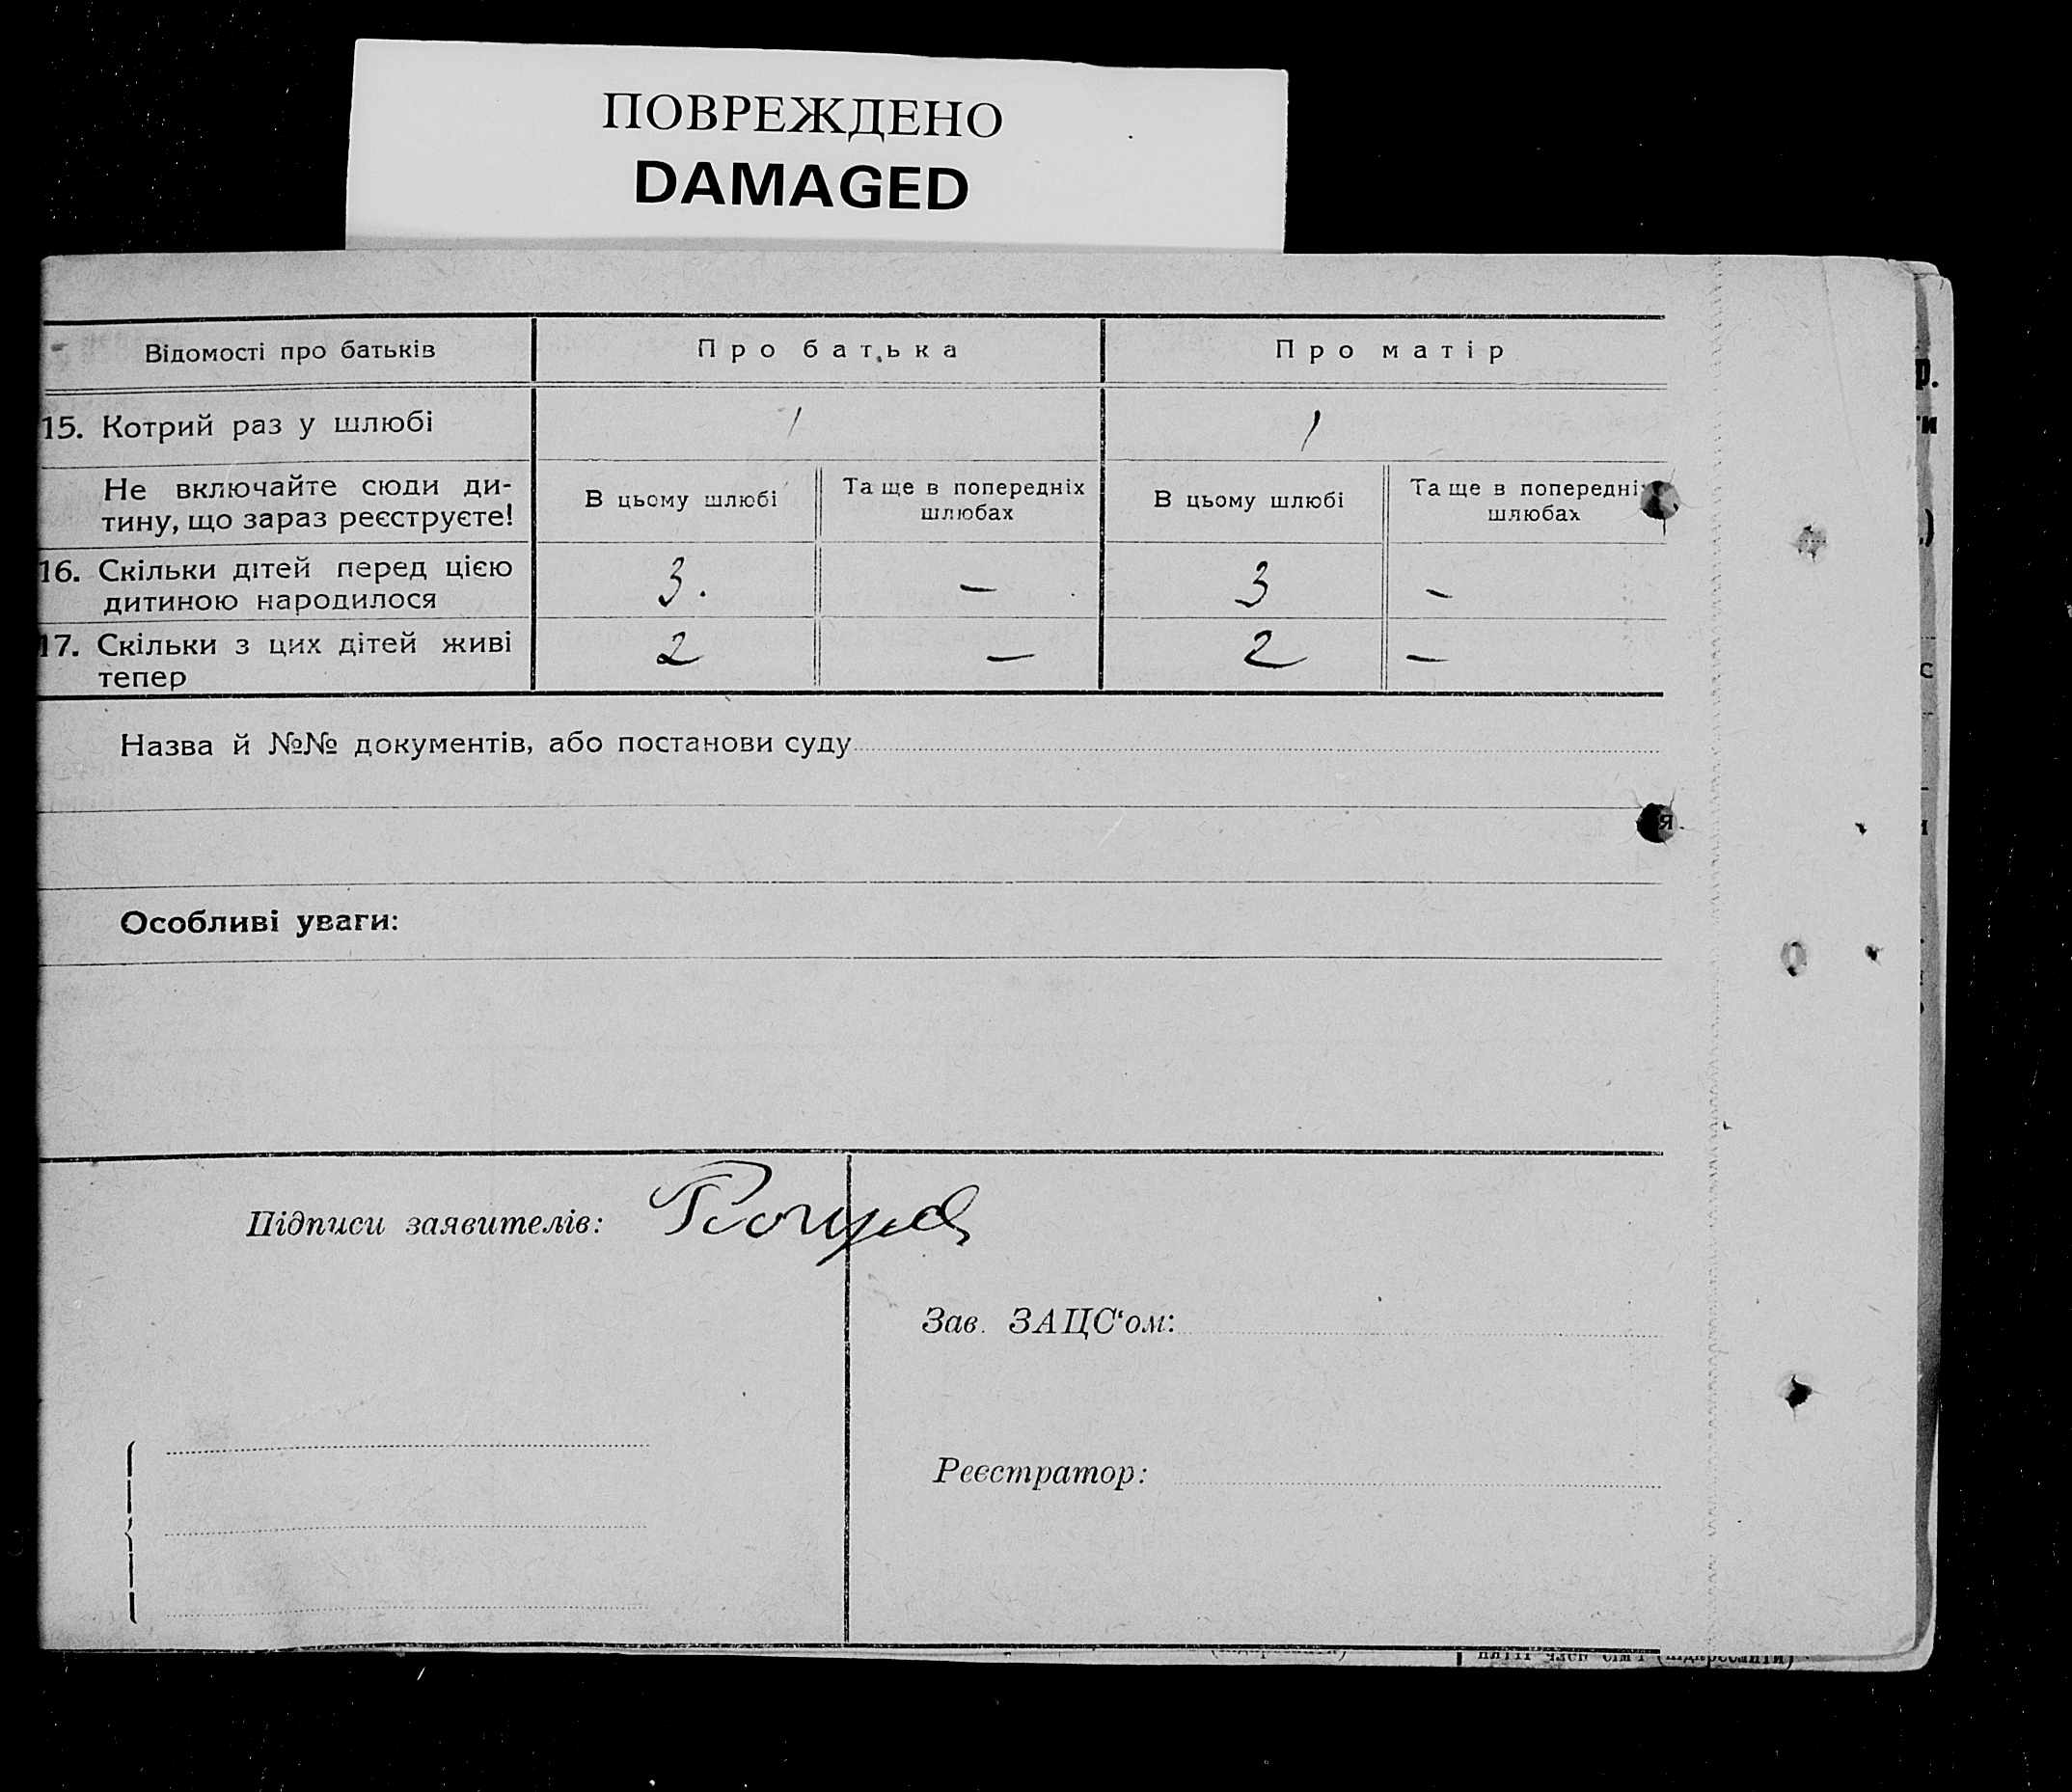 ПОВРЕЖДЕНО
DAMAGED
Відомості про батьків
Про батька
Про матір
15. Котрий раз у шлюбі
1
1
Не включайте сюди ди-
тину, що зараз реєструєте!
В цьому шлюбі
Та ще в попередніх
шлюбах
В цьому шлюбі
Та ще в попередні
шлюбах
16. Скільки дітей перед цією
дитиною народилося
3.
—
3
—
17. Скільки з цих дітей живі
тепер
2
—
2
—
Назва й №№ документів, або постанови суду
Особливі уваги:
Підписи заявителів:
Зав. ЗАЦС‘ом:
Реєстратор: